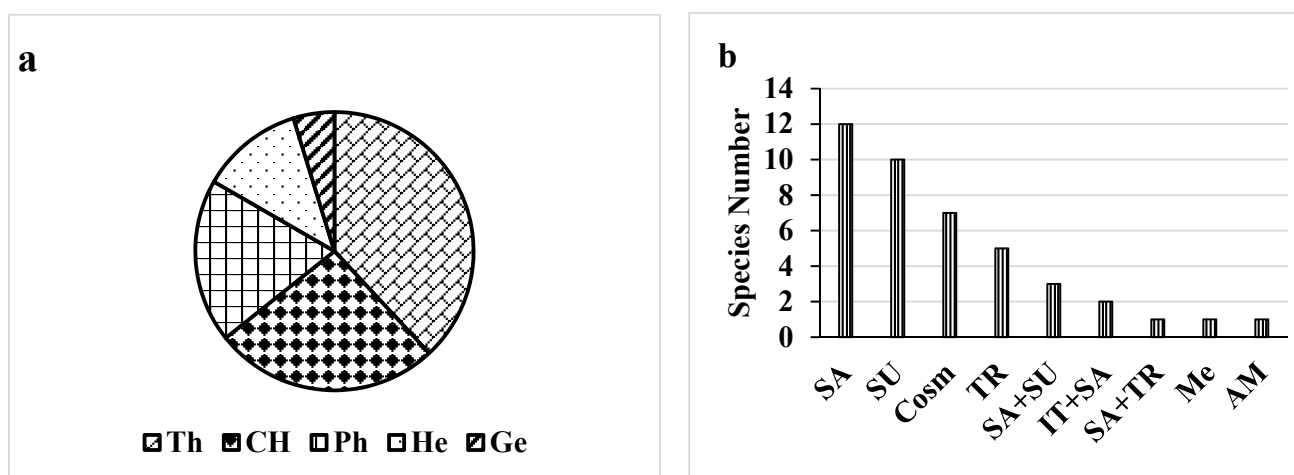 a
Th CH Ph He Ge
b
Species Number
14
12
10
8
6
4
2
0
SA SU Cosm TR SA+SU IT+SA SA+TR Me AM